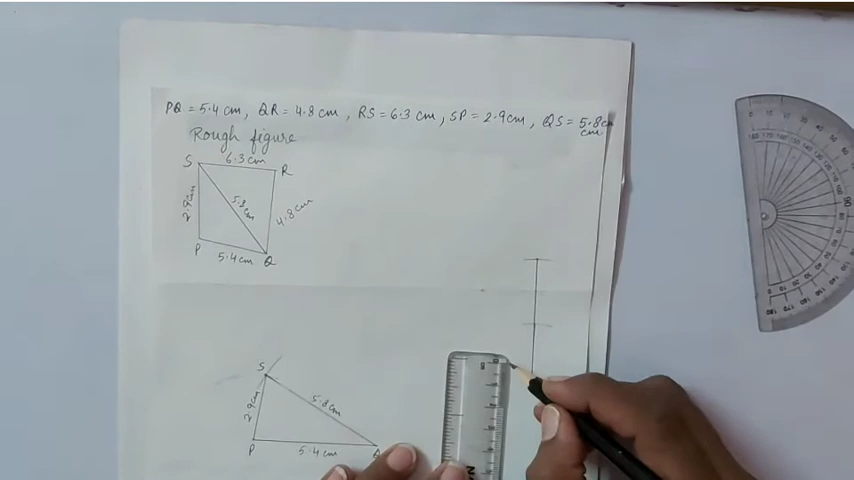 PQ = 5.4 cm, QR = 4.8 cm, RS = 6.3 cm, SP = 2.9 cm, QS = 5.8 cm
cm.
Rough figure
6.3 cm
S
R
2.9 cm
5.8 cm
4.8 cm
P
5.4 cm
Q
S
2.9 cm
5.8 cm
P
5.4 cm
Q